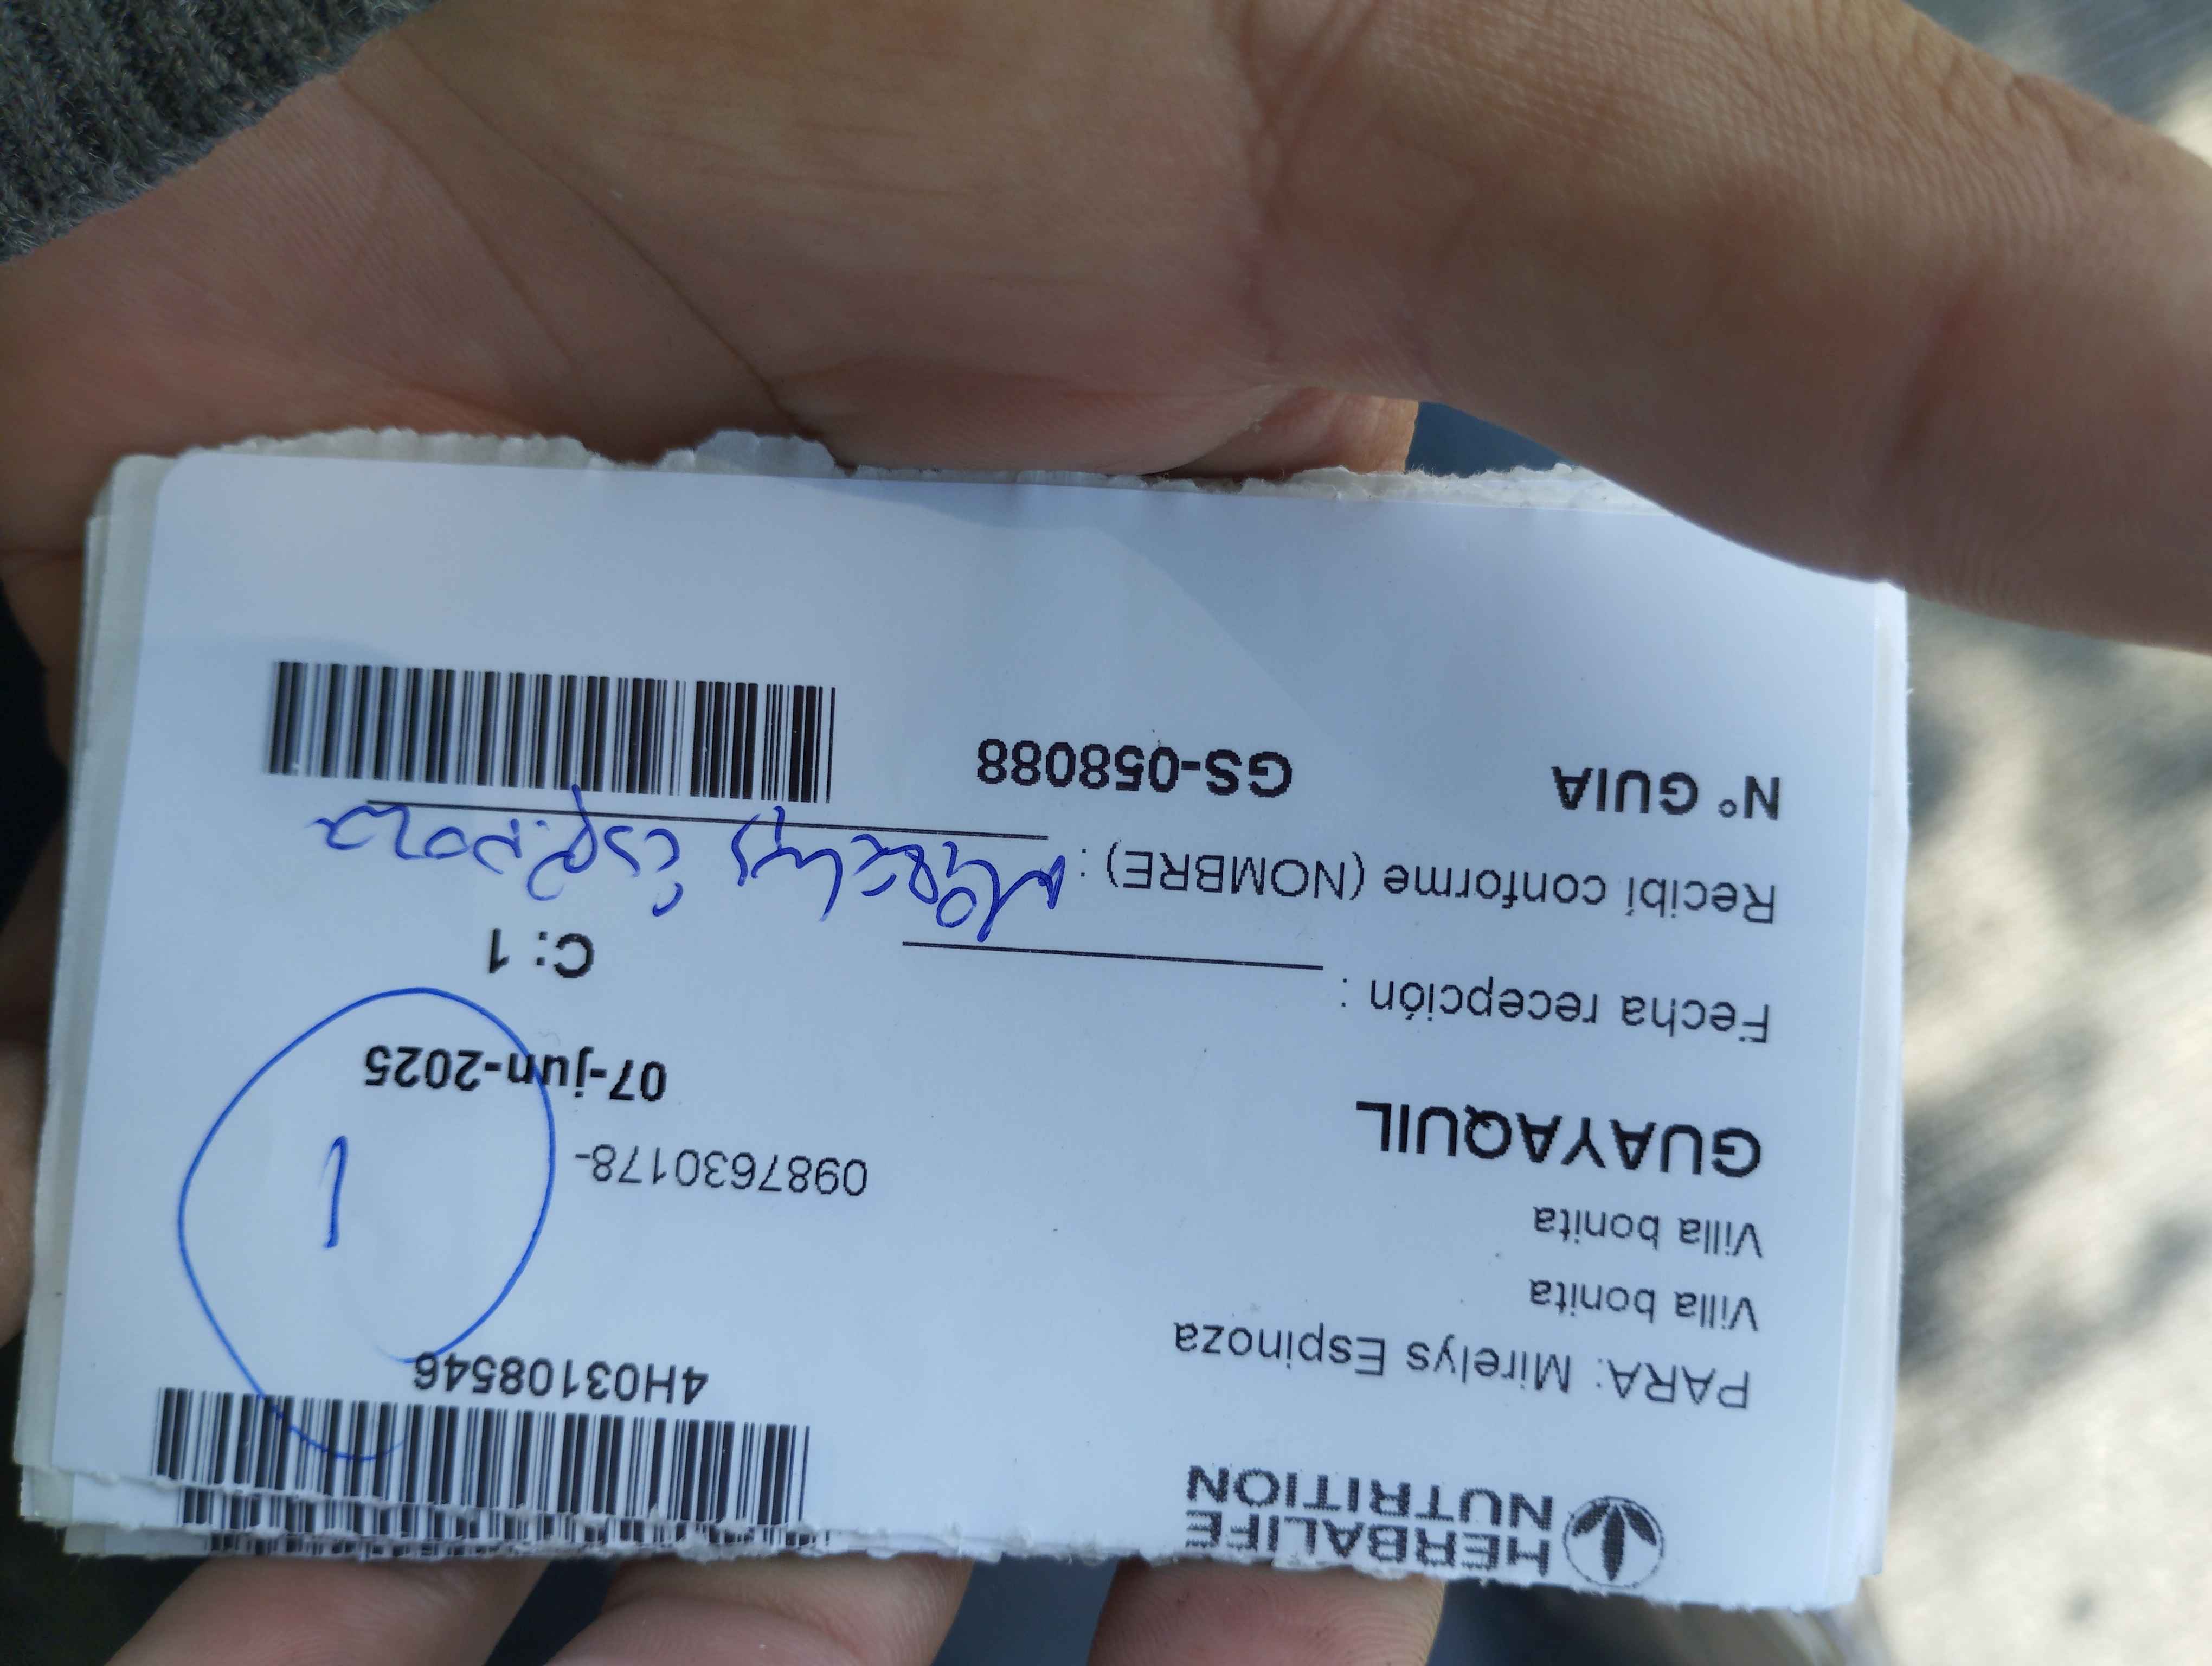 HERBALIFE
NUTRITION
4H03108546
PARA: Mirelys Espinoza
Villa bonita
Villa bonita
0987630178-
1
GUAYAQUIL
07-jun-2025
Fecha recepción :
C: 1
Recibí conforme (NOMBRE) : Mirelys Espinoza
N° GUIA GS-058088